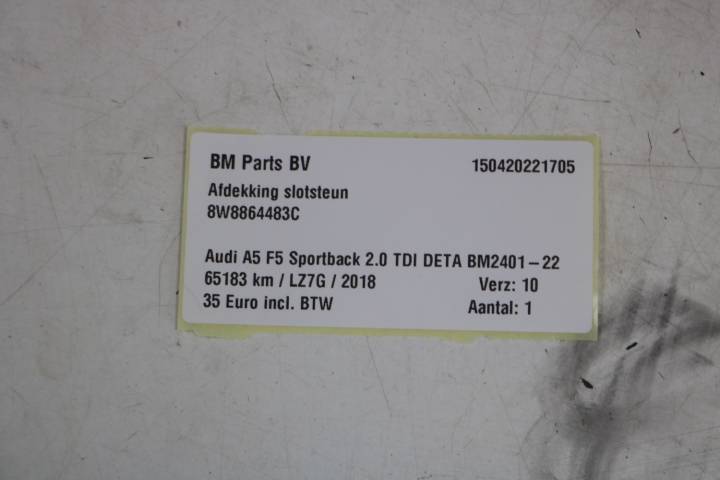 BM Parts BV 150420221705
Afdekking slotsteun
8W8864483C
Audi A5 F5 Sportback 2.0 TDI DETA BM2401-22
65183 km / LZ7G / 2018 Verz: 10
35 Euro incl. BTW Aantal: 1